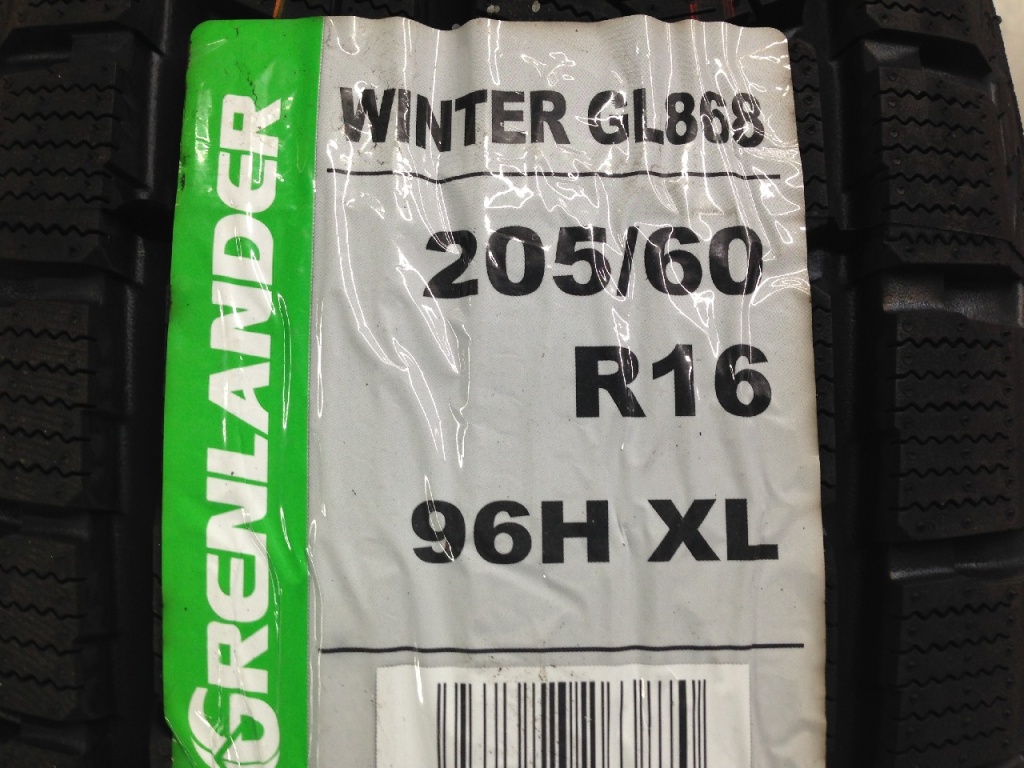 GRENLANDER
WINTER GL868
205/60
R16
96H XL